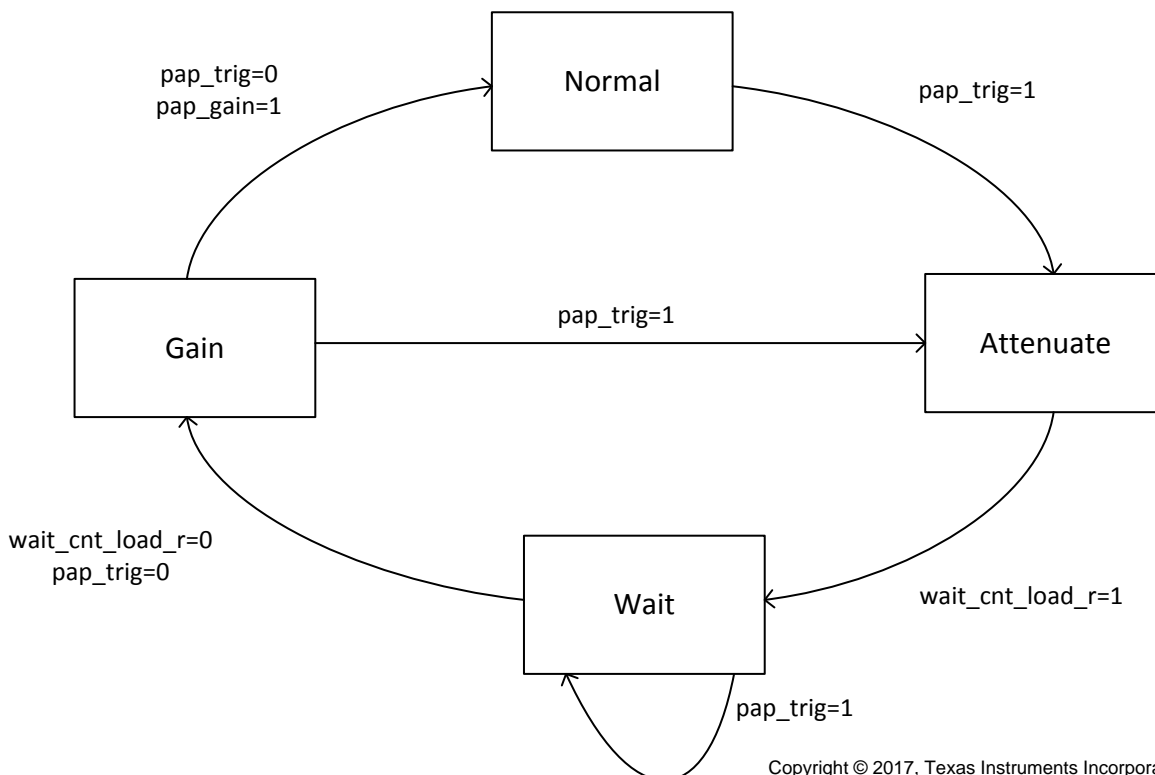 pap_trig=0
pap_gain=1
Normal
pap_trig=1
Gain
pap_trig=1
Attenuate
wait_cnt_load_r=0
pap_trig=0
Wait
wait_cnt_load_r=1
pap_trig=1
Copyright © 2017, Texas Instruments